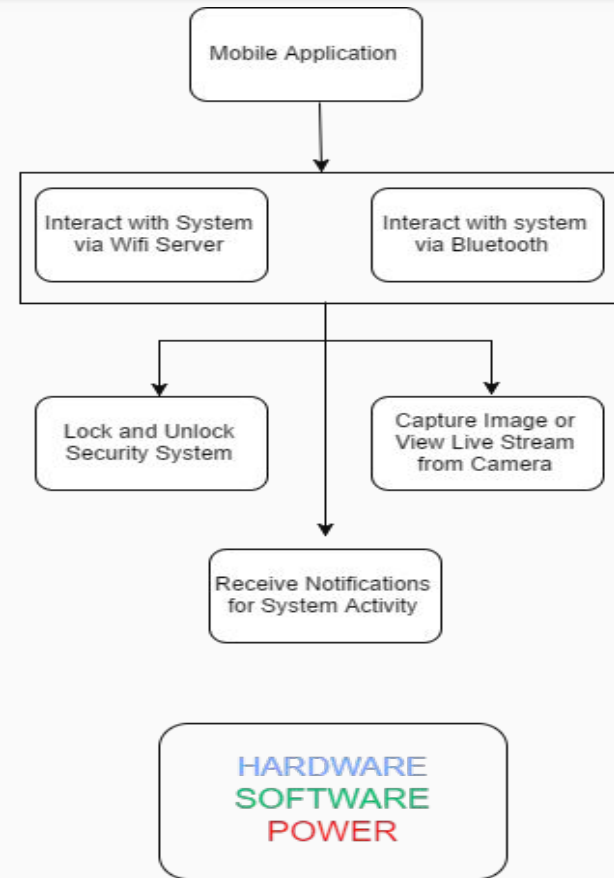 Mobile Application
Interact with System
via Wifi Server
Interact with system
via Bluetooth
Lock and Unlock
Security System
Capture Image or
View Live Stream
from Camera
Receive Notifications
for System Activity
HARDWARE
SOFTWARE
POWER